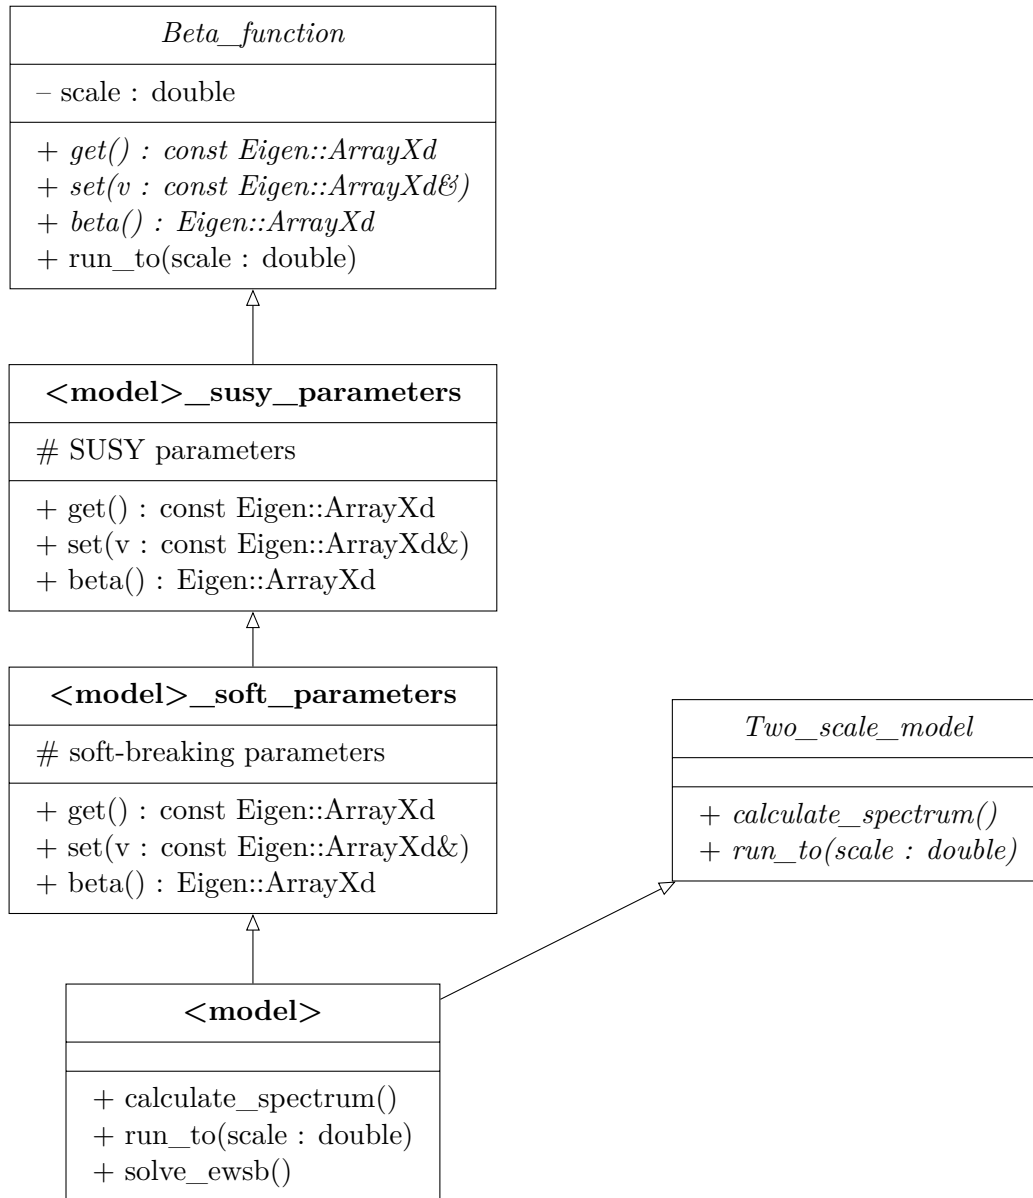 Beta_function
– scale : double
+ get() : const Eigen::ArrayXd
+ set(v : const Eigen::ArrayXd&)
+ beta() : Eigen::ArrayXd
+ run_to(scale : double)
<model>_susy_parameters
# SUSY parameters
+ get() : const Eigen::ArrayXd
+ set(v : const Eigen::ArrayXd&)
+ beta() : Eigen::ArrayXd
<model>_soft_parameters
# soft-breaking parameters
+ get() : const Eigen::ArrayXd
+ set(v : const Eigen::ArrayXd&)
+ beta() : Eigen::ArrayXd
Two_scale_model
+ calculate_spectrum()
+ run_to(scale : double)
<model>
+ calculate_spectrum()
+ run_to(scale : double)
+ solve_ewsb()